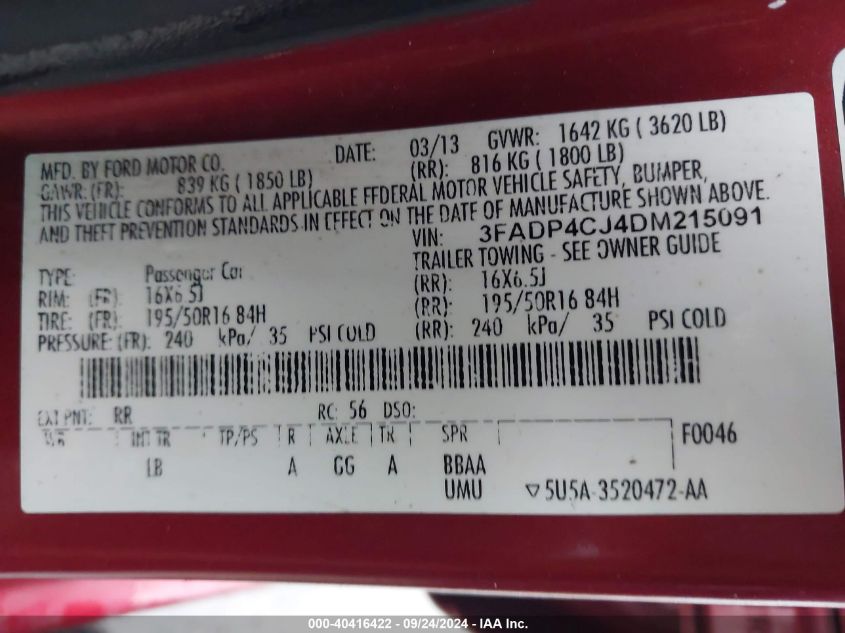 MFD. BY FORD MOTOR CO. DATE: 03/13 GVWR: 1642 KG ( 3620 LB)
GAWR: (FR): 839 KG ( 1850 LB) (RR): 816 KG ( 1800 LB)
THIS VEHICLE CONFORMS TO ALL APPLICABLE FEDERAL MOTOR VEHICLE SAFETY, BUMPER,
AND THEFT PREVENTION STANDARDS IN EFFECT ON THE DATE OF MANUFACTURE SHOWN ABOVE.
VIN: 3FADP4CJ4DM215091
TYPE: Passenger Car TRAILER TOWING - SEE OWNER GUIDE
RIM: (FR): 16X6.5J (RR): 16X6.5J
TIRE: (FR): 195/50R16 84H (RR): 195/50R16 84H
PRESSURE: (FR): 240 kPa/ 35 PSI COLD (RR): 240 kPa/ 35 PSI COLD
EXT PNT: RR RC: 56 DSO:
WB INT TR TP/PS R AXLE TR SPR F0046
LB A GG A BBAA
UMU ▽5U5A-3520472-AA
000-40416422 - 09/24/2024 - IAA Inc.